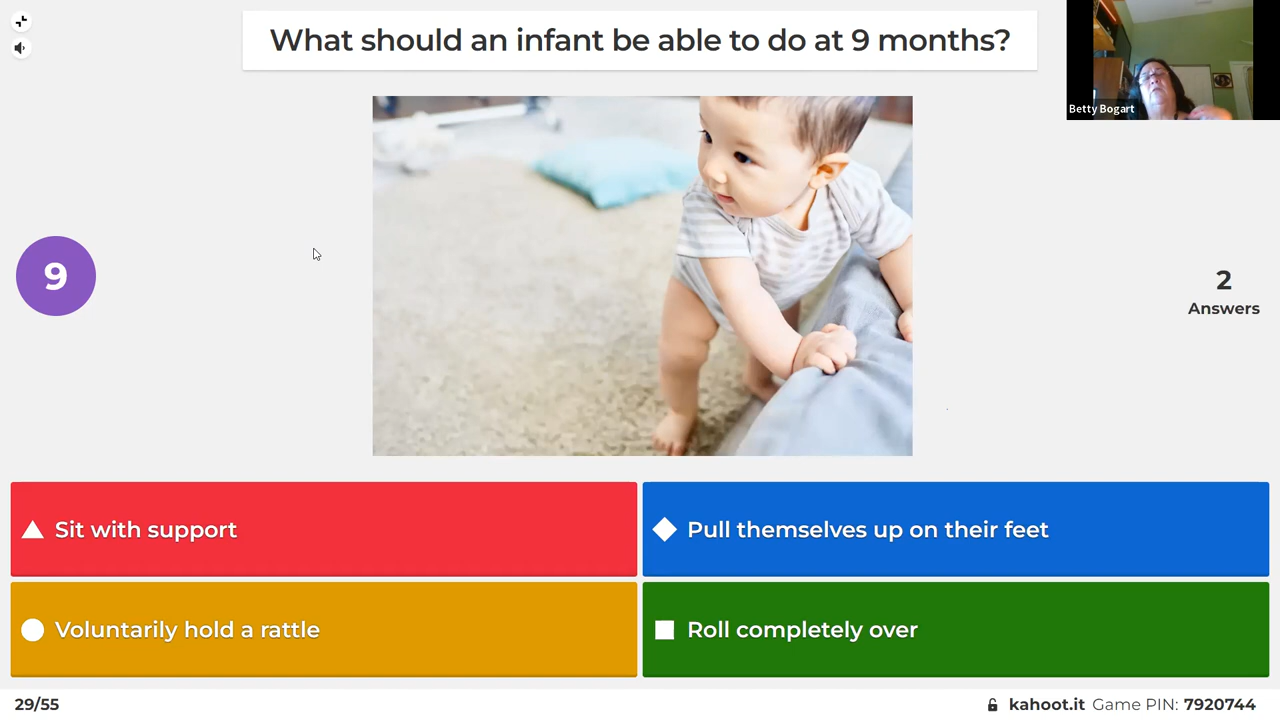 What should an infant be able to do at 9 months?
Betty Bogart
9
2
Answers
Sit with support
Pull themselves up on their feet
Voluntarily hold a rattle
Roll completely over
29/55
kahoot.it Game PIN: 7920744